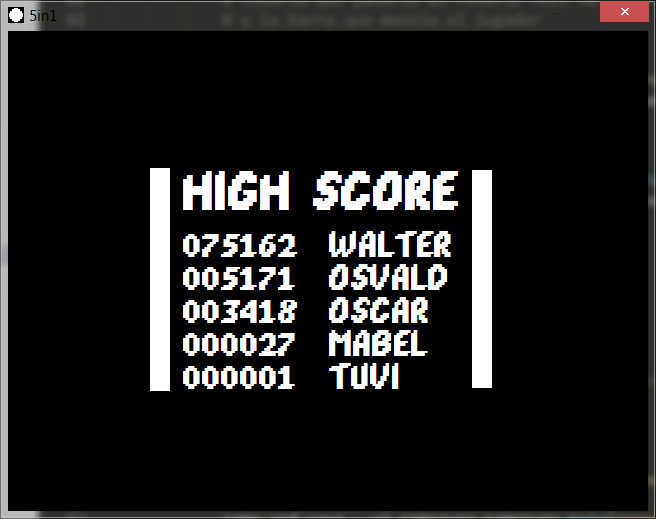 5in1
HIGH SCORE
075162 WALTER
005171 OSVALD
003418 OSCAR
000027 MABEL
000001 TUVI